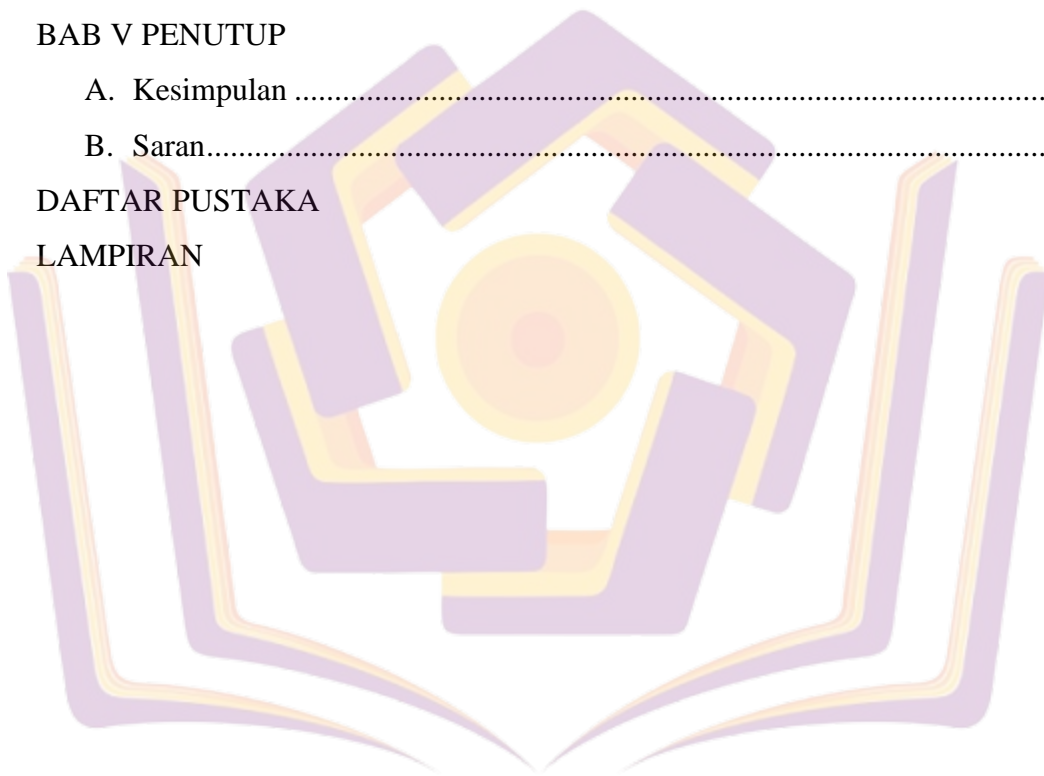 BAB V PENUTUP
A. Kesimpulan ..............................................................................................
B. Saran.........................................................................................................
DAFTAR PUSTAKA
LAMPIRAN